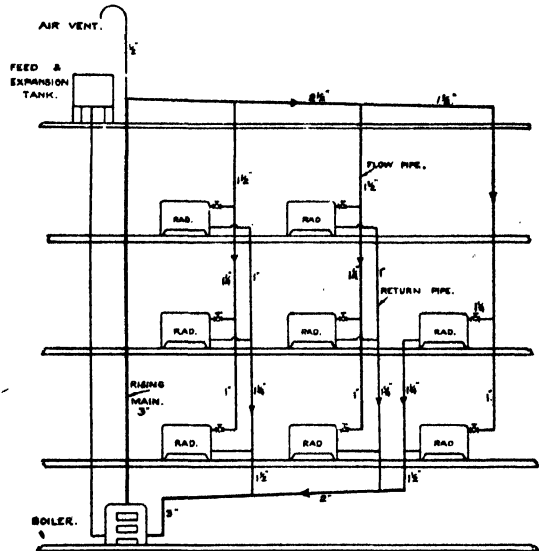 AIR VENT.
½"
FEED &
EXPANSION
TANK.
2½"
1½"
FLOW PIPE.
1½"
1½"
RAD.
RAD
1¼"
1"
1¼"
1"
RETURN PIPE.
RAD.
RAD.
1¼
RAD.
RISING
MAIN.
3"
1"
1¼"
1"
1¼"
1¼"
1"
RAD.
RAD
RAD
1½"
1½"
3"
2"
BOILER.